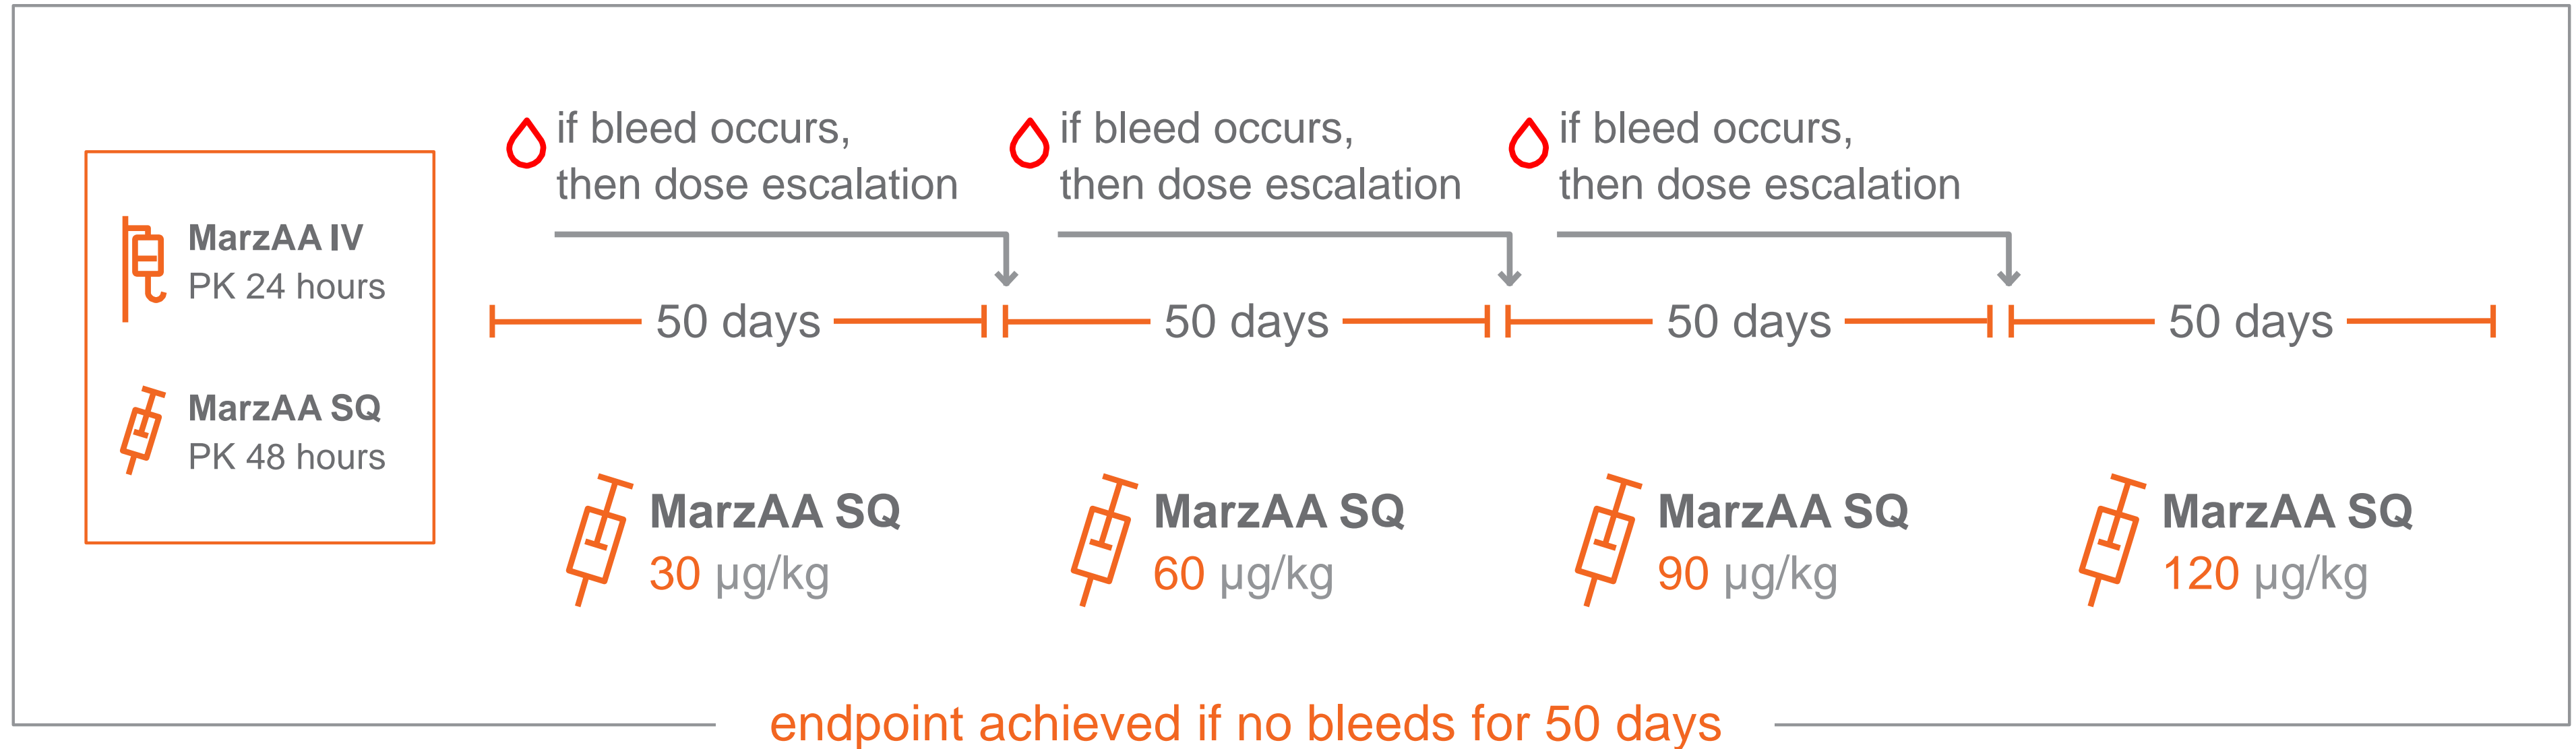 MarzAA IV
PK 24 hours
MarzAA SQ
PK 48 hours
if bleed occurs,
then dose escalation
if bleed occurs,
then dose escalation
if bleed occurs,
then dose escalation
50 days
50 days
50 days
50 days
MarzAA SQ
30 µg/kg
MarzAA SQ
60 µg/kg
MarzAA SQ
90 µg/kg
MarzAA SQ
120 µg/kg
endpoint achieved if no bleeds for 50 days